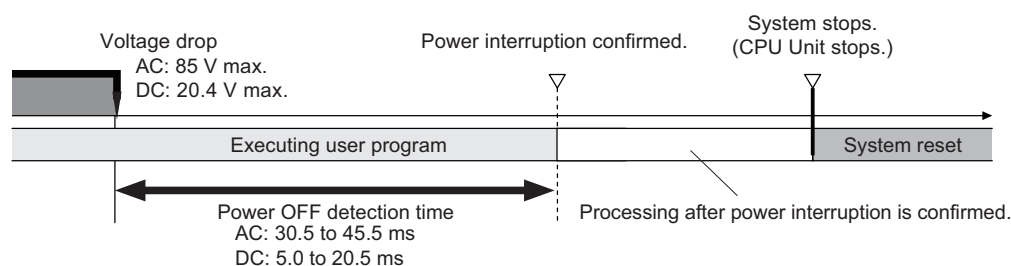 System stops.
(CPU Unit stops.)
Voltage drop
AC: 85 V max.
DC: 20.4 V max.
Power interruption confirmed.
Executing user program
System reset
Power OFF detection time
AC: 30.5 to 45.5 ms
DC: 5.0 to 20.5 ms
Processing after power interruption is confirmed.